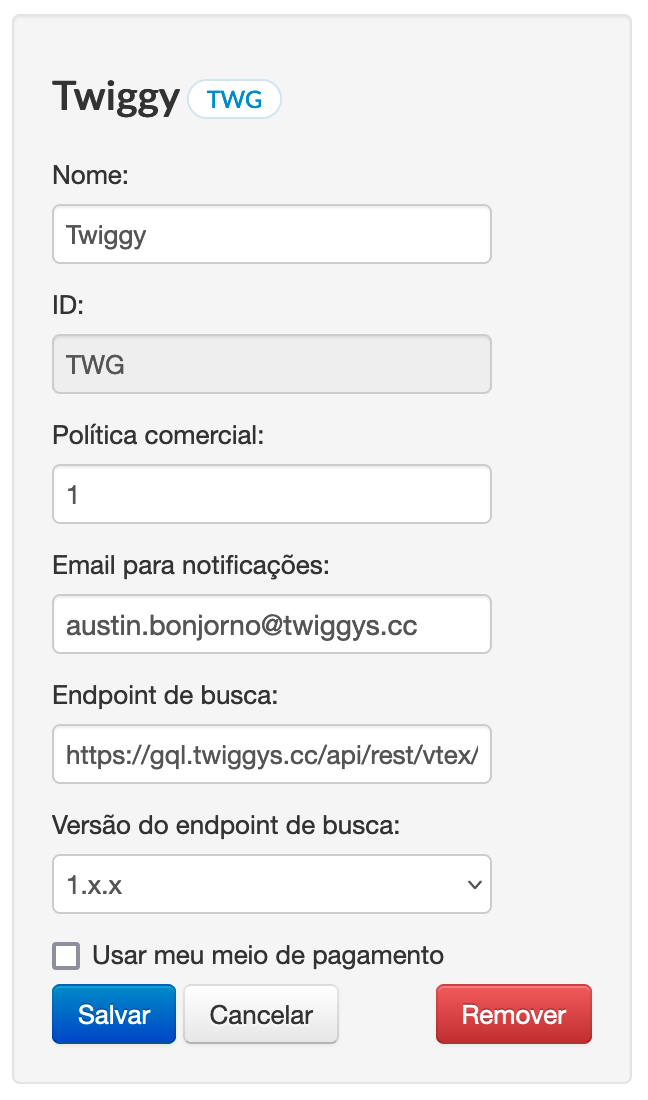 Twiggy TWG
Nome:
Twiggy
ID:
TWG
Política comercial:
1
Email para notificações:
austin.bonjorno@twiggys.cc
Endpoint de busca:
https://gql.twiggys.cc/api/rest/vtex/
Versão do endpoint de busca:
1.x.x
Usar meu meio de pagamento
Salvar Cancelar Remover